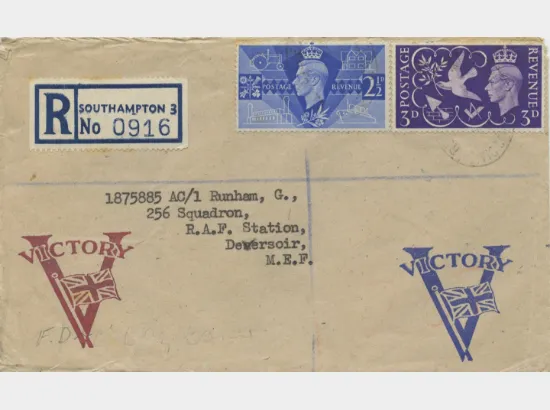 R SOUTHAMPTON 3
No 0916
POSTAGE REVENUE 2½D
POSTAGE REVENUE
3D 3D
1875885 AC/1 Runham, G.,
256 Squadron,
R.A.F. Station,
Deversoir,
M.E.F.
VICTORY
VICTORY
F.D.